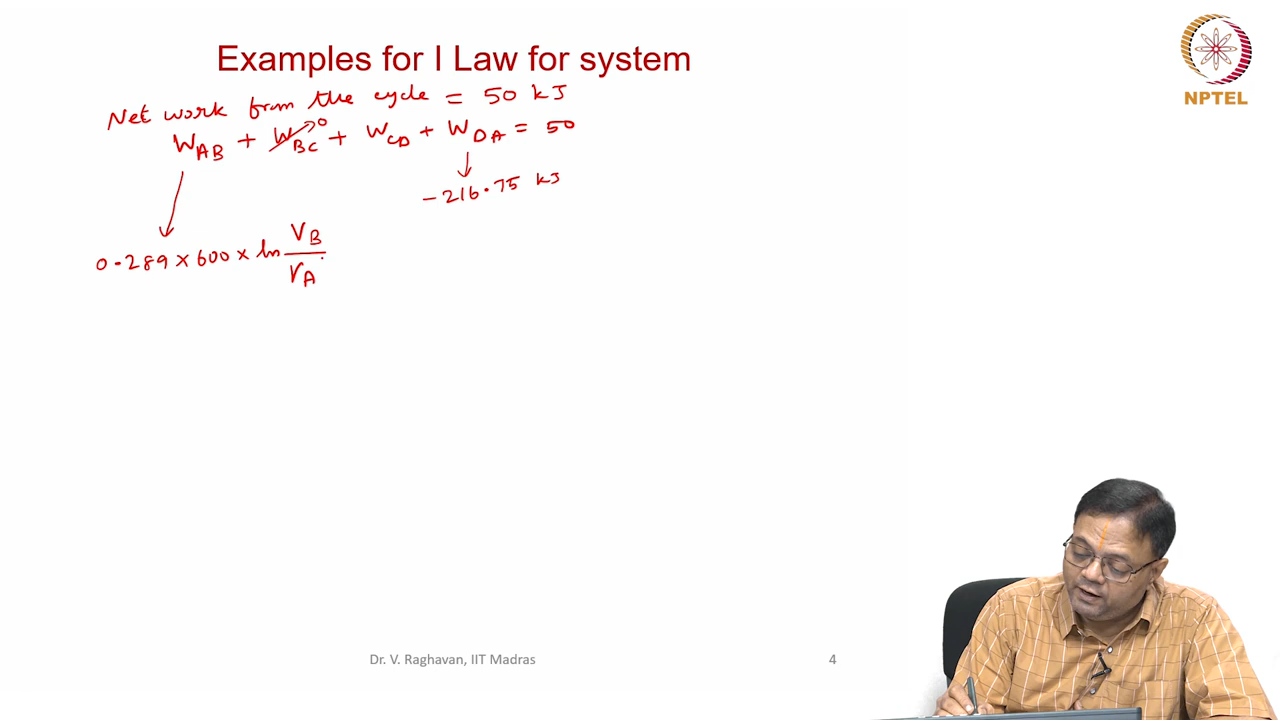 Examples for I Law for system
NPTEL
Net work from the cycle = 50 kJ
W_AB + W_BC→0 + W_CD + W_DA = 50
-216.75 kJ
0.289 × 600 × ln V_B/V_A
Dr. V. Raghavan, IIT Madras
4